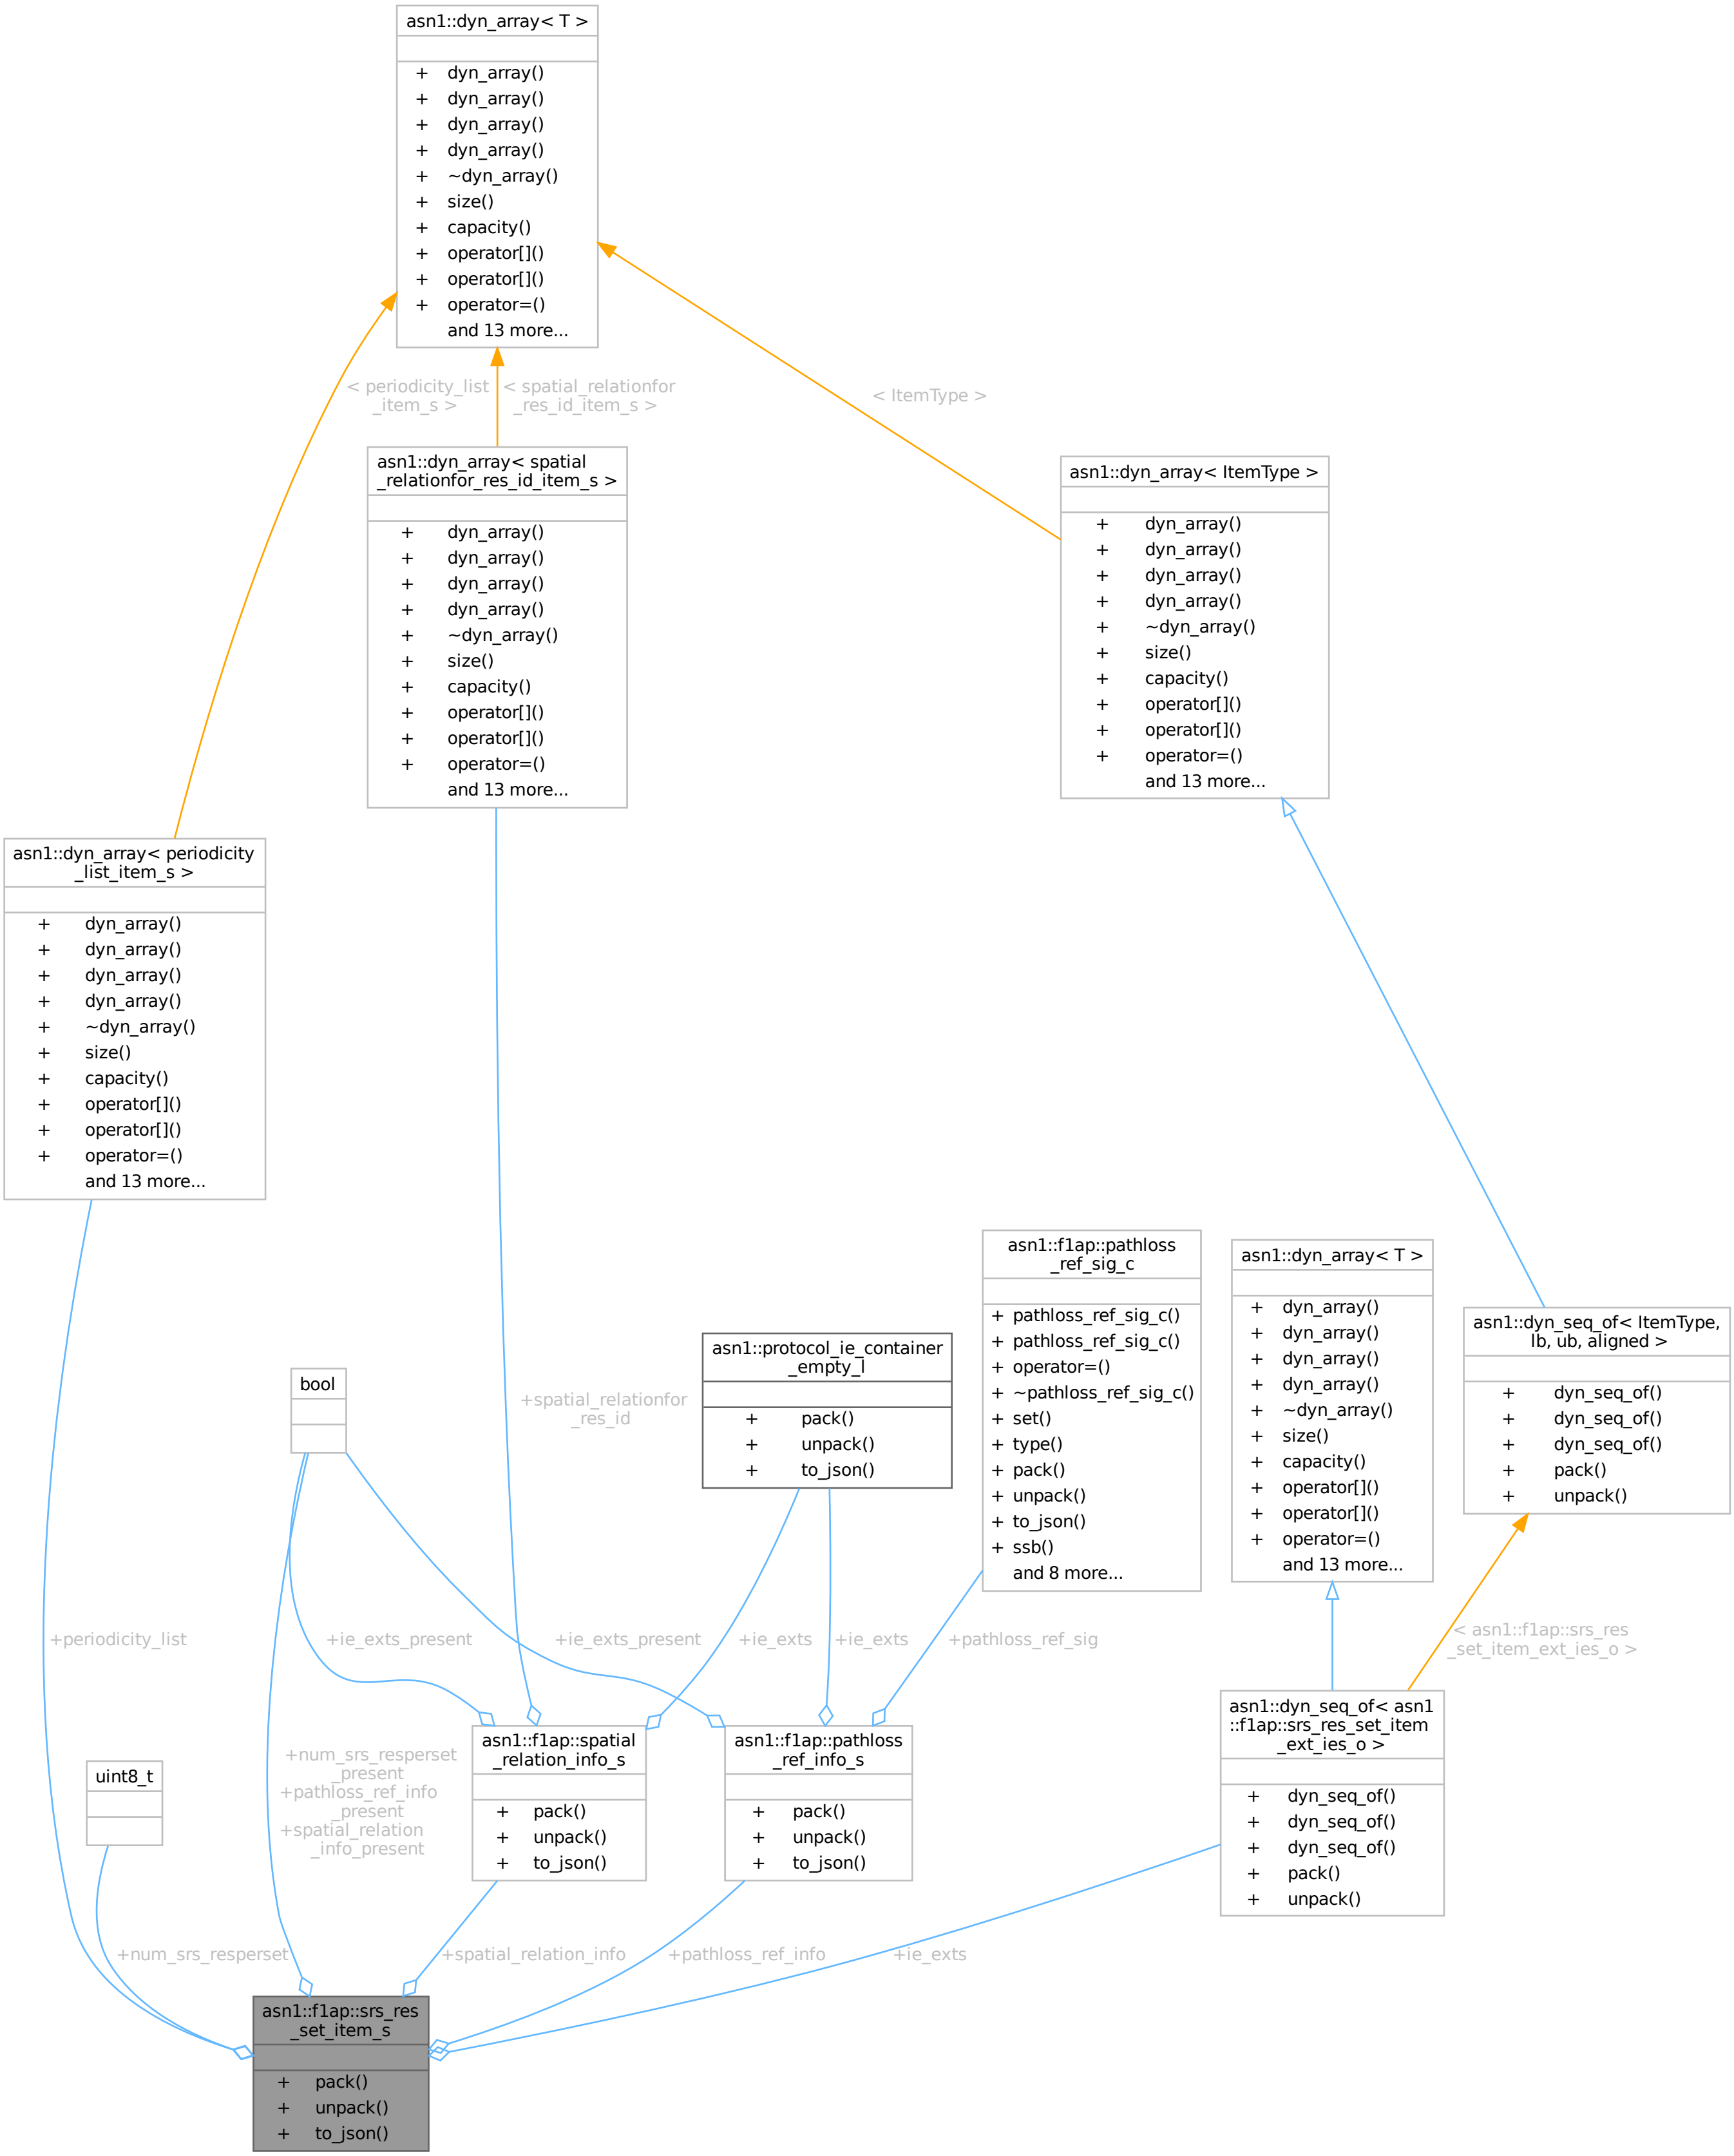 asn1::dyn_array< T >
+ dyn_array()
+ dyn_array()
+ dyn_array()
+ dyn_array()
+ ~dyn_array()
+ size()
+ capacity()
+ operator[]()
+ operator[]()
+ operator=()
and 13 more...
< periodicity_list
_item_s >
< spatial_relationfor
_res_id_item_s >
< ItemType >
asn1::dyn_array< spatial
_relationfor_res_id_item_s >
+ dyn_array()
+ dyn_array()
+ dyn_array()
+ dyn_array()
+ ~dyn_array()
+ size()
+ capacity()
+ operator[]()
+ operator[]()
+ operator=()
and 13 more...
asn1::dyn_array< ItemType >
+ dyn_array()
+ dyn_array()
+ dyn_array()
+ dyn_array()
+ ~dyn_array()
+ size()
+ capacity()
+ operator[]()
+ operator[]()
+ operator=()
and 13 more...
asn1::dyn_array< periodicity
_list_item_s >
+ dyn_array()
+ dyn_array()
+ dyn_array()
+ dyn_array()
+ ~dyn_array()
+ size()
+ capacity()
+ operator[]()
+ operator[]()
+ operator=()
and 13 more...
asn1::f1ap::pathloss
_ref_sig_c
+ pathloss_ref_sig_c()
+ pathloss_ref_sig_c()
+ operator=()
+ ~pathloss_ref_sig_c()
+ set()
+ type()
+ pack()
+ unpack()
+ to_json()
+ ssb()
and 8 more...
asn1::dyn_array< T >
+ dyn_array()
+ dyn_array()
+ dyn_array()
+ dyn_array()
+ ~dyn_array()
+ size()
+ capacity()
+ operator[]()
+ operator[]()
+ operator=()
and 13 more...
asn1::dyn_seq_of< ItemType,
lb, ub, aligned >
+ dyn_seq_of()
+ dyn_seq_of()
+ dyn_seq_of()
+ pack()
+ unpack()
asn1::protocol_ie_container
_empty_l
+ pack()
+ unpack()
+ to_json()
bool
+spatial_relationfor
_res_id
+periodicity_list
+ie_exts_present
+ie_exts_present
+ie_exts
+ie_exts
+pathloss_ref_sig
< asn1::f1ap::srs_res
_set_item_ext_ies_o >
asn1::dyn_seq_of< asn1
::f1ap::srs_res_set_item
_ext_ies_o >
+ dyn_seq_of()
+ dyn_seq_of()
+ dyn_seq_of()
+ pack()
+ unpack()
asn1::f1ap::spatial
_relation_info_s
+ pack()
+ unpack()
+ to_json()
asn1::f1ap::pathloss
_ref_info_s
+ pack()
+ unpack()
+ to_json()
+num_srs_resperset
_present
+pathloss_ref_info
_present
+spatial_relation
_info_present
uint8_t
+num_srs_resperset
+spatial_relation_info
+pathloss_ref_info
+ie_exts
asn1::f1ap::srs_res
_set_item_s
+ pack()
+ unpack()
+ to_json()